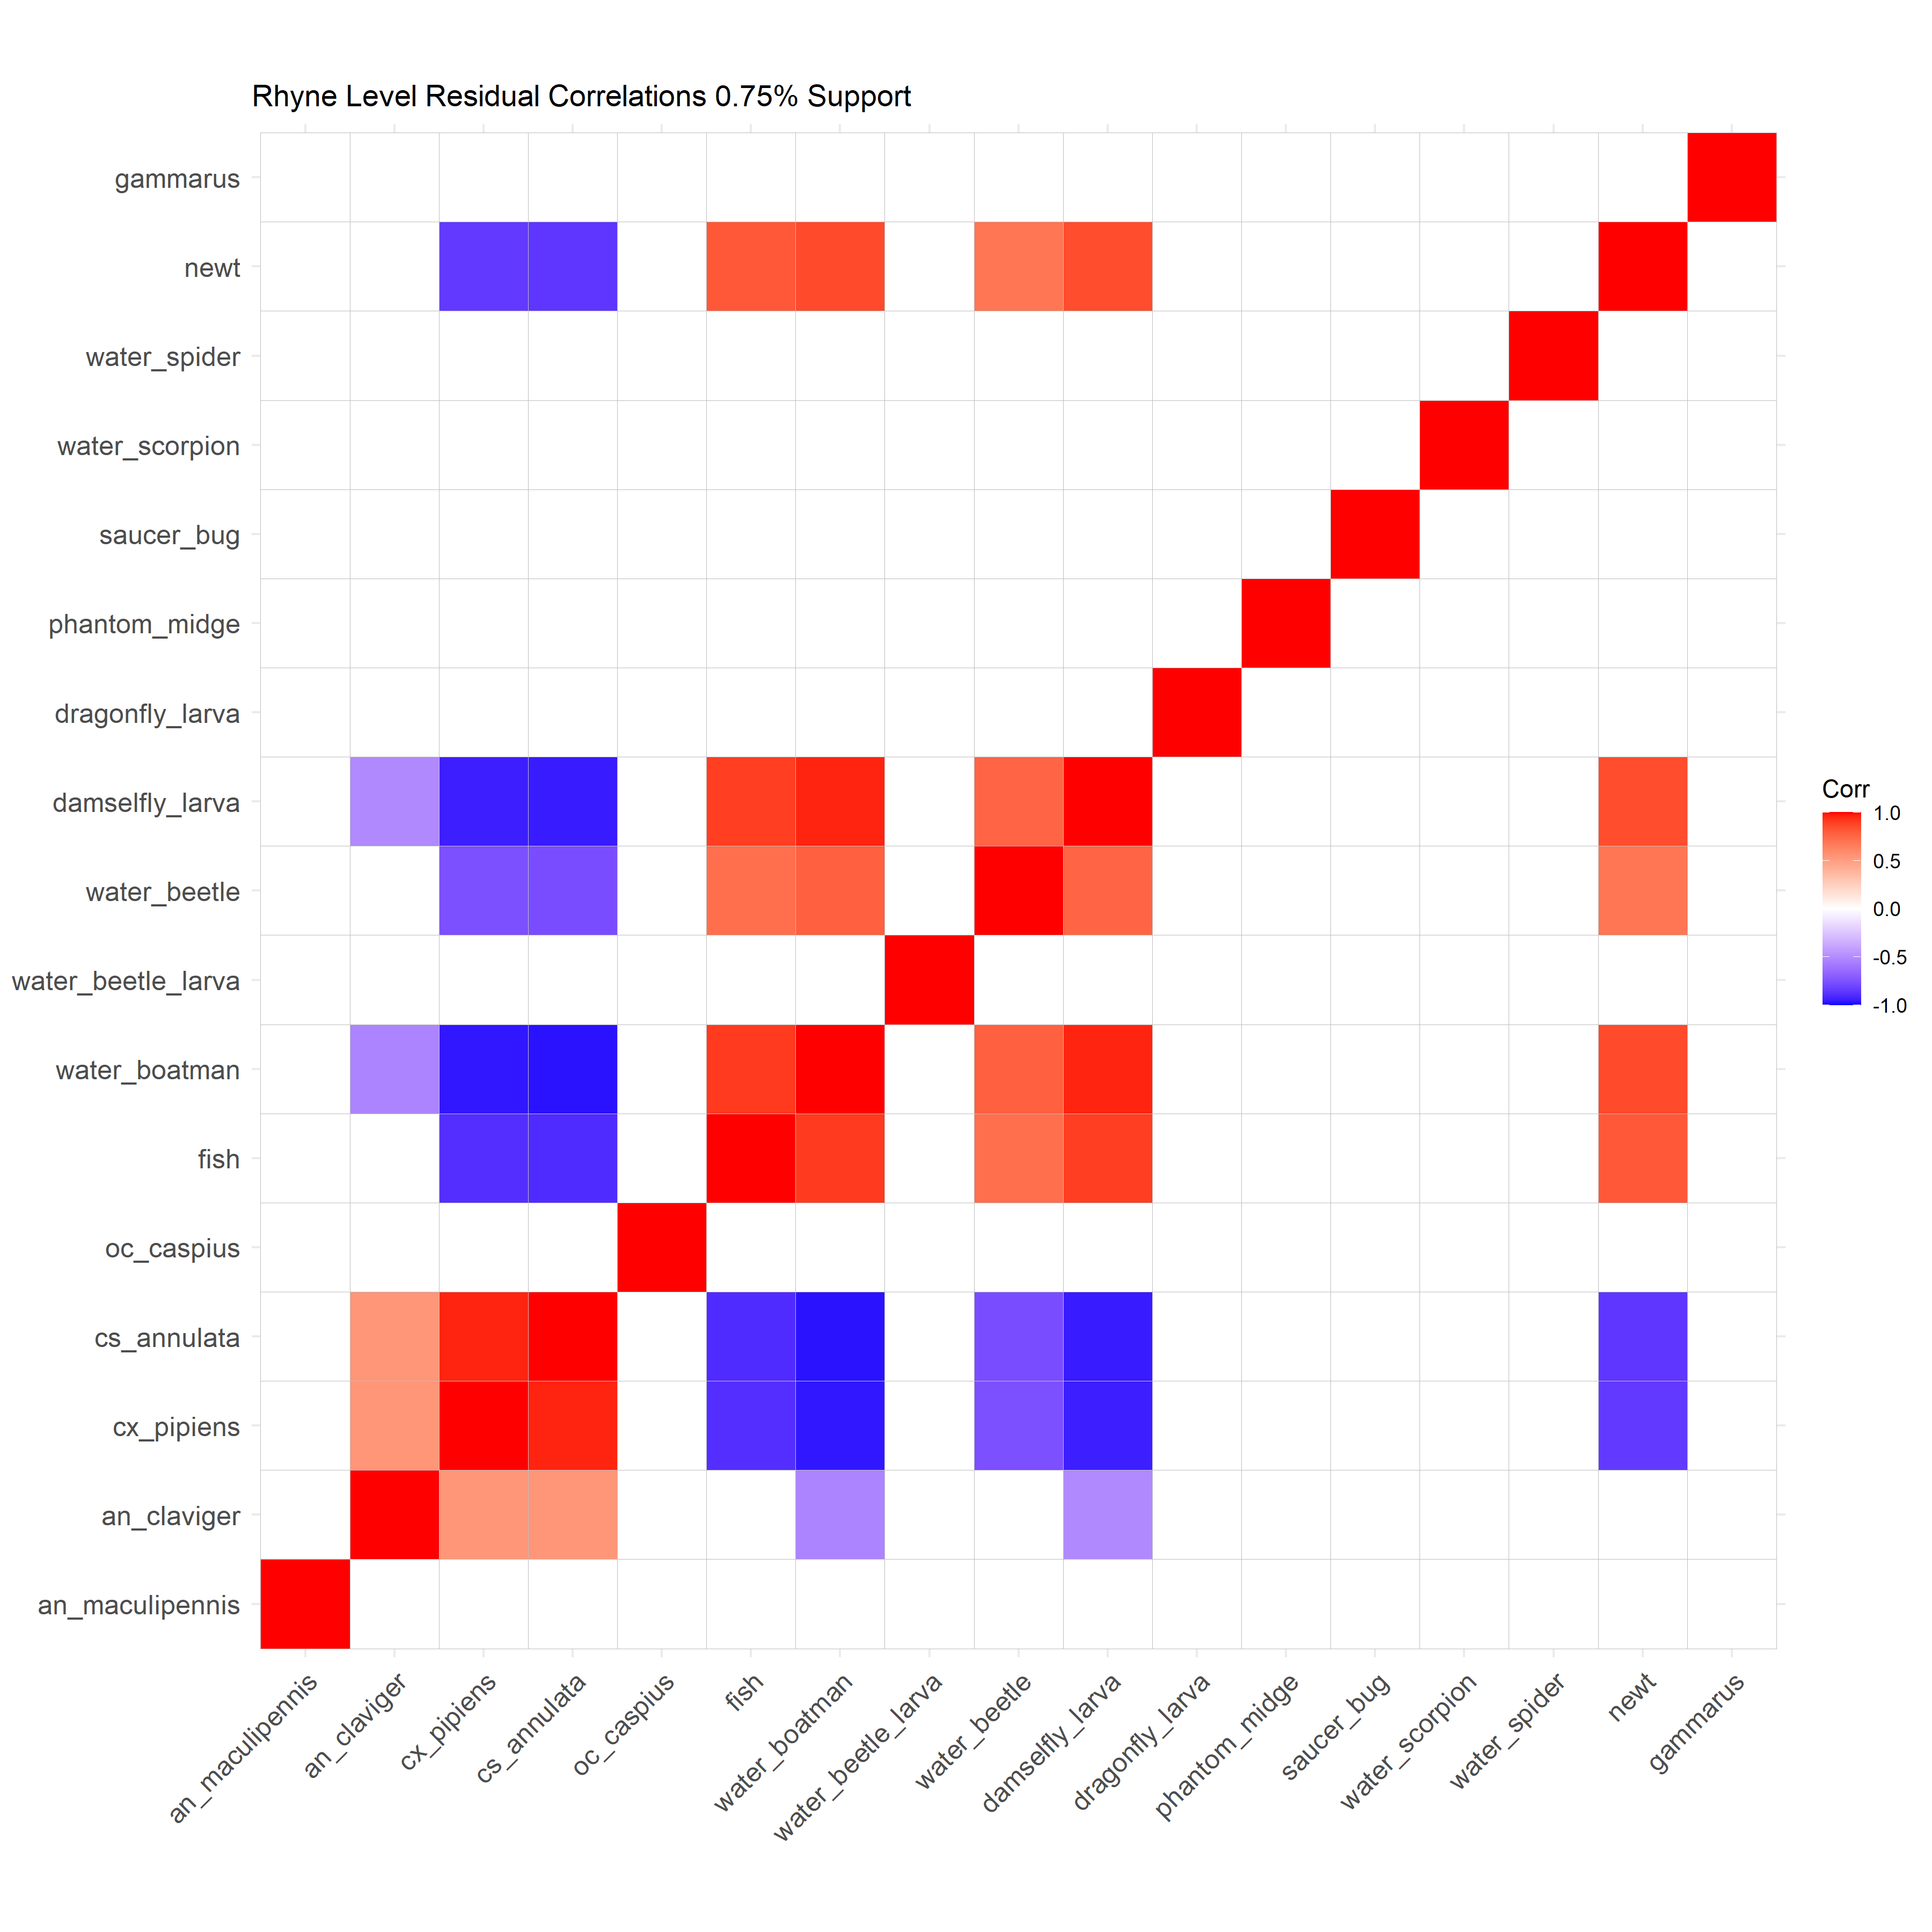 Rhyne Level Residual Correlations 0.75% Support
gammarus
newt
water_spider
water_scorpion
saucer_bug
phantom_midge
dragonfly_larva
damselfly_larva
water_beetle
water_beetle_larva
water_boatman
fish
oc_caspius
cs_annulata
cx_pipiens
an_claviger
an_maculipennis
an_maculipennis
an_claviger
cx_pipiens
cs_annulata
oc_caspius
fish
water_boatman
water_beetle_larva
water_beetle
damselfly_larva
dragonfly_larva
phantom_midge
saucer_bug
water_scorpion
water_spider
newt
gammarus
Corr
1.0
0.5
0.0
-0.5
-1.0